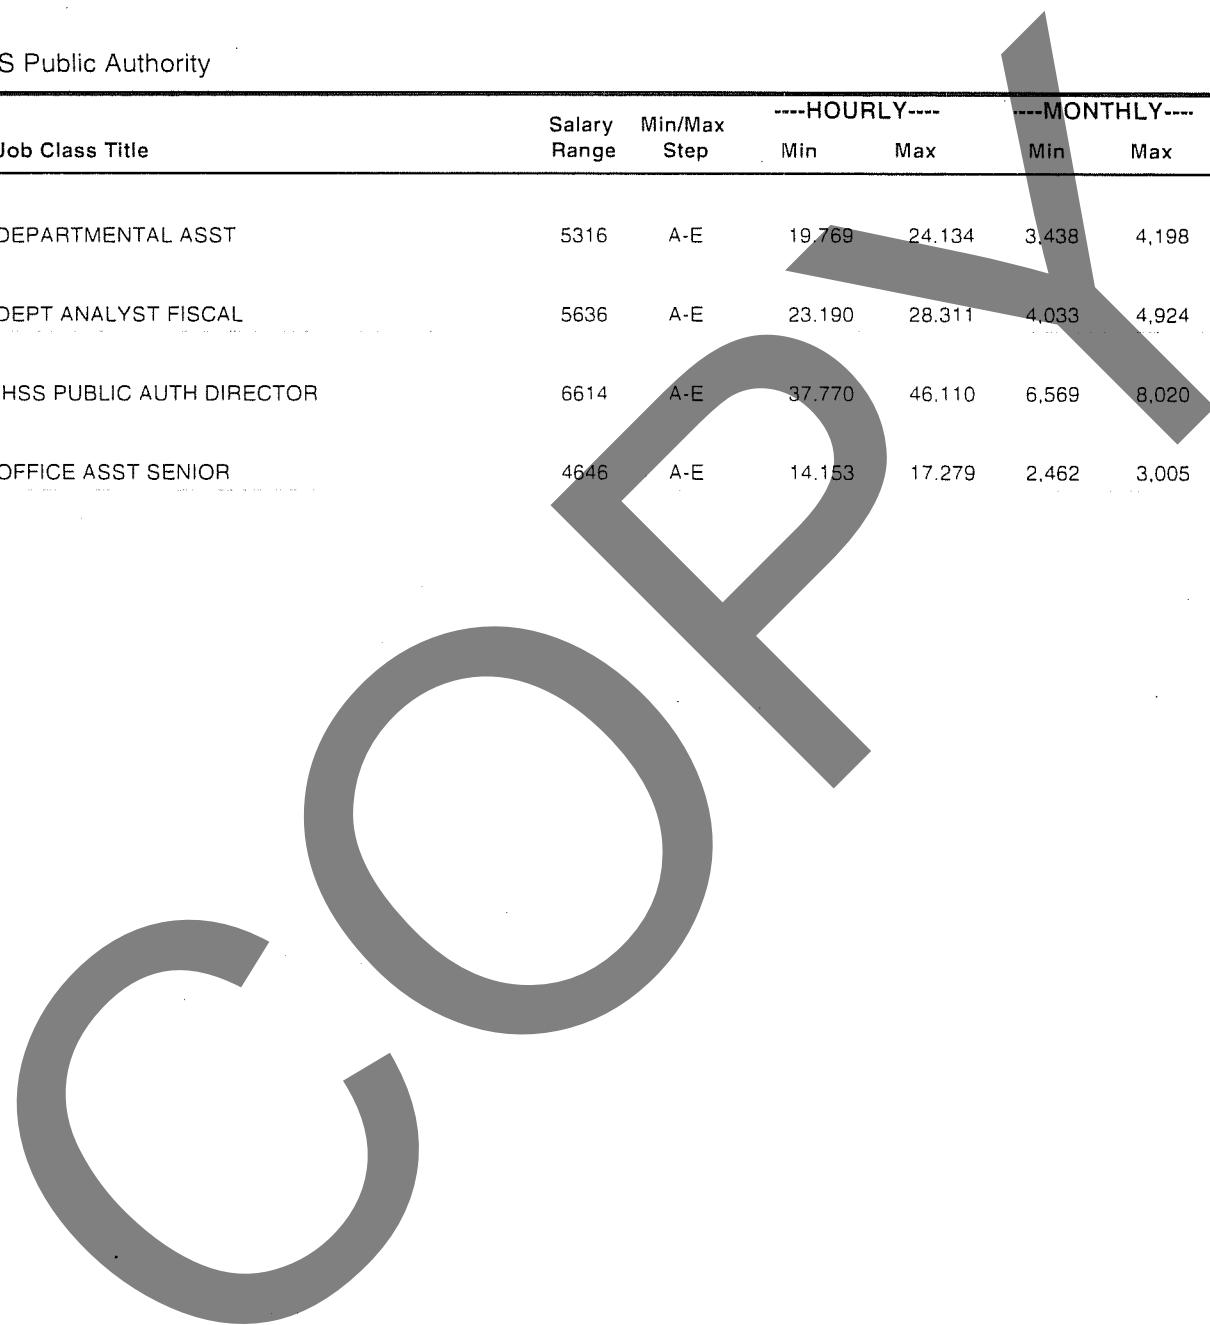 S Public Authority
----HOURLY---- ----MONTHLY----
Salary Min/Max
Job Class Title Range Step Min Max Min Max
DEPARTMENTAL ASST 5316 A-E 19.769 24.134 3,438 4,198
DEPT ANALYST FISCAL 5636 A-E 23.190 28.311 4,033 4,924
IHSS PUBLIC AUTH DIRECTOR 6614 A-E 37.770 46.110 6,569 8,020
OFFICE ASST SENIOR 4646 A-E 14.153 17.279 2,462 3,005
COPY